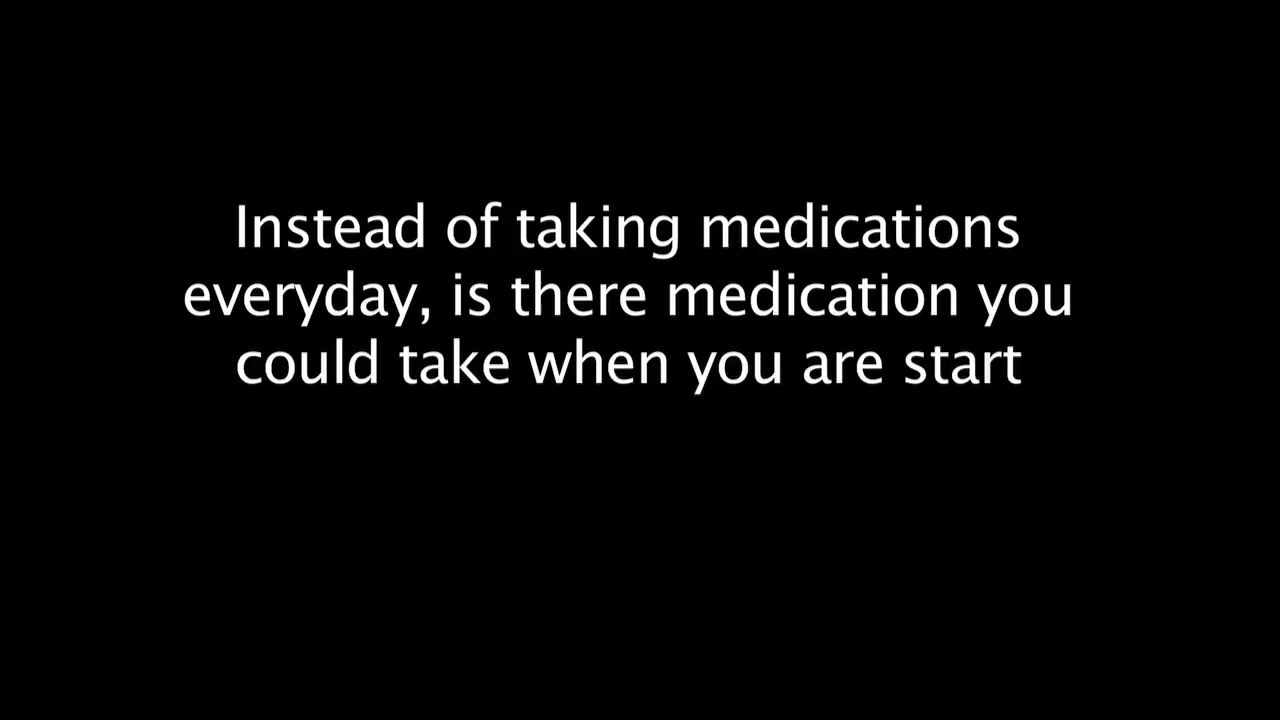 Instead of taking medications
everyday, is there medication you
could take when you are start